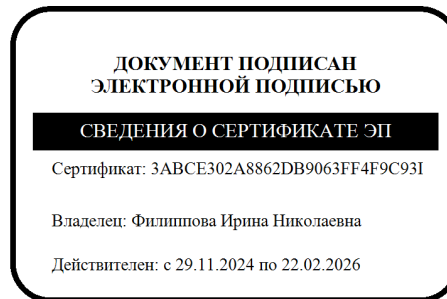 ДОКУМЕНТ ПОДПИСАН
ЭЛЕКТРОННОЙ ПОДПИСЬЮ
СВЕДЕНИЯ О СЕРТИФИКАТЕ ЭП
Сертификат: 3ABCE302A8862DB9063FF4F9C93I
Владелец: Филиппова Ирина Николаевна
Действителен: с 29.11.2024 по 22.02.2026